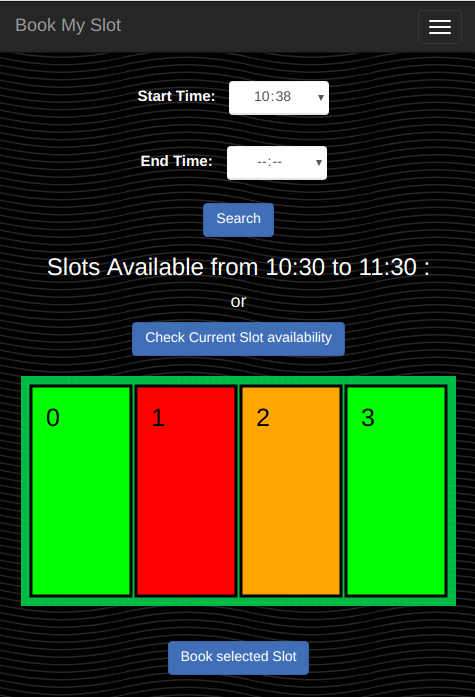 Book My Slot
Start Time: 10:38
End Time: --:--
Search
Slots Available from 10:30 to 11:30 :
or
Check Current Slot availability
0 1 2 3
Book selected Slot